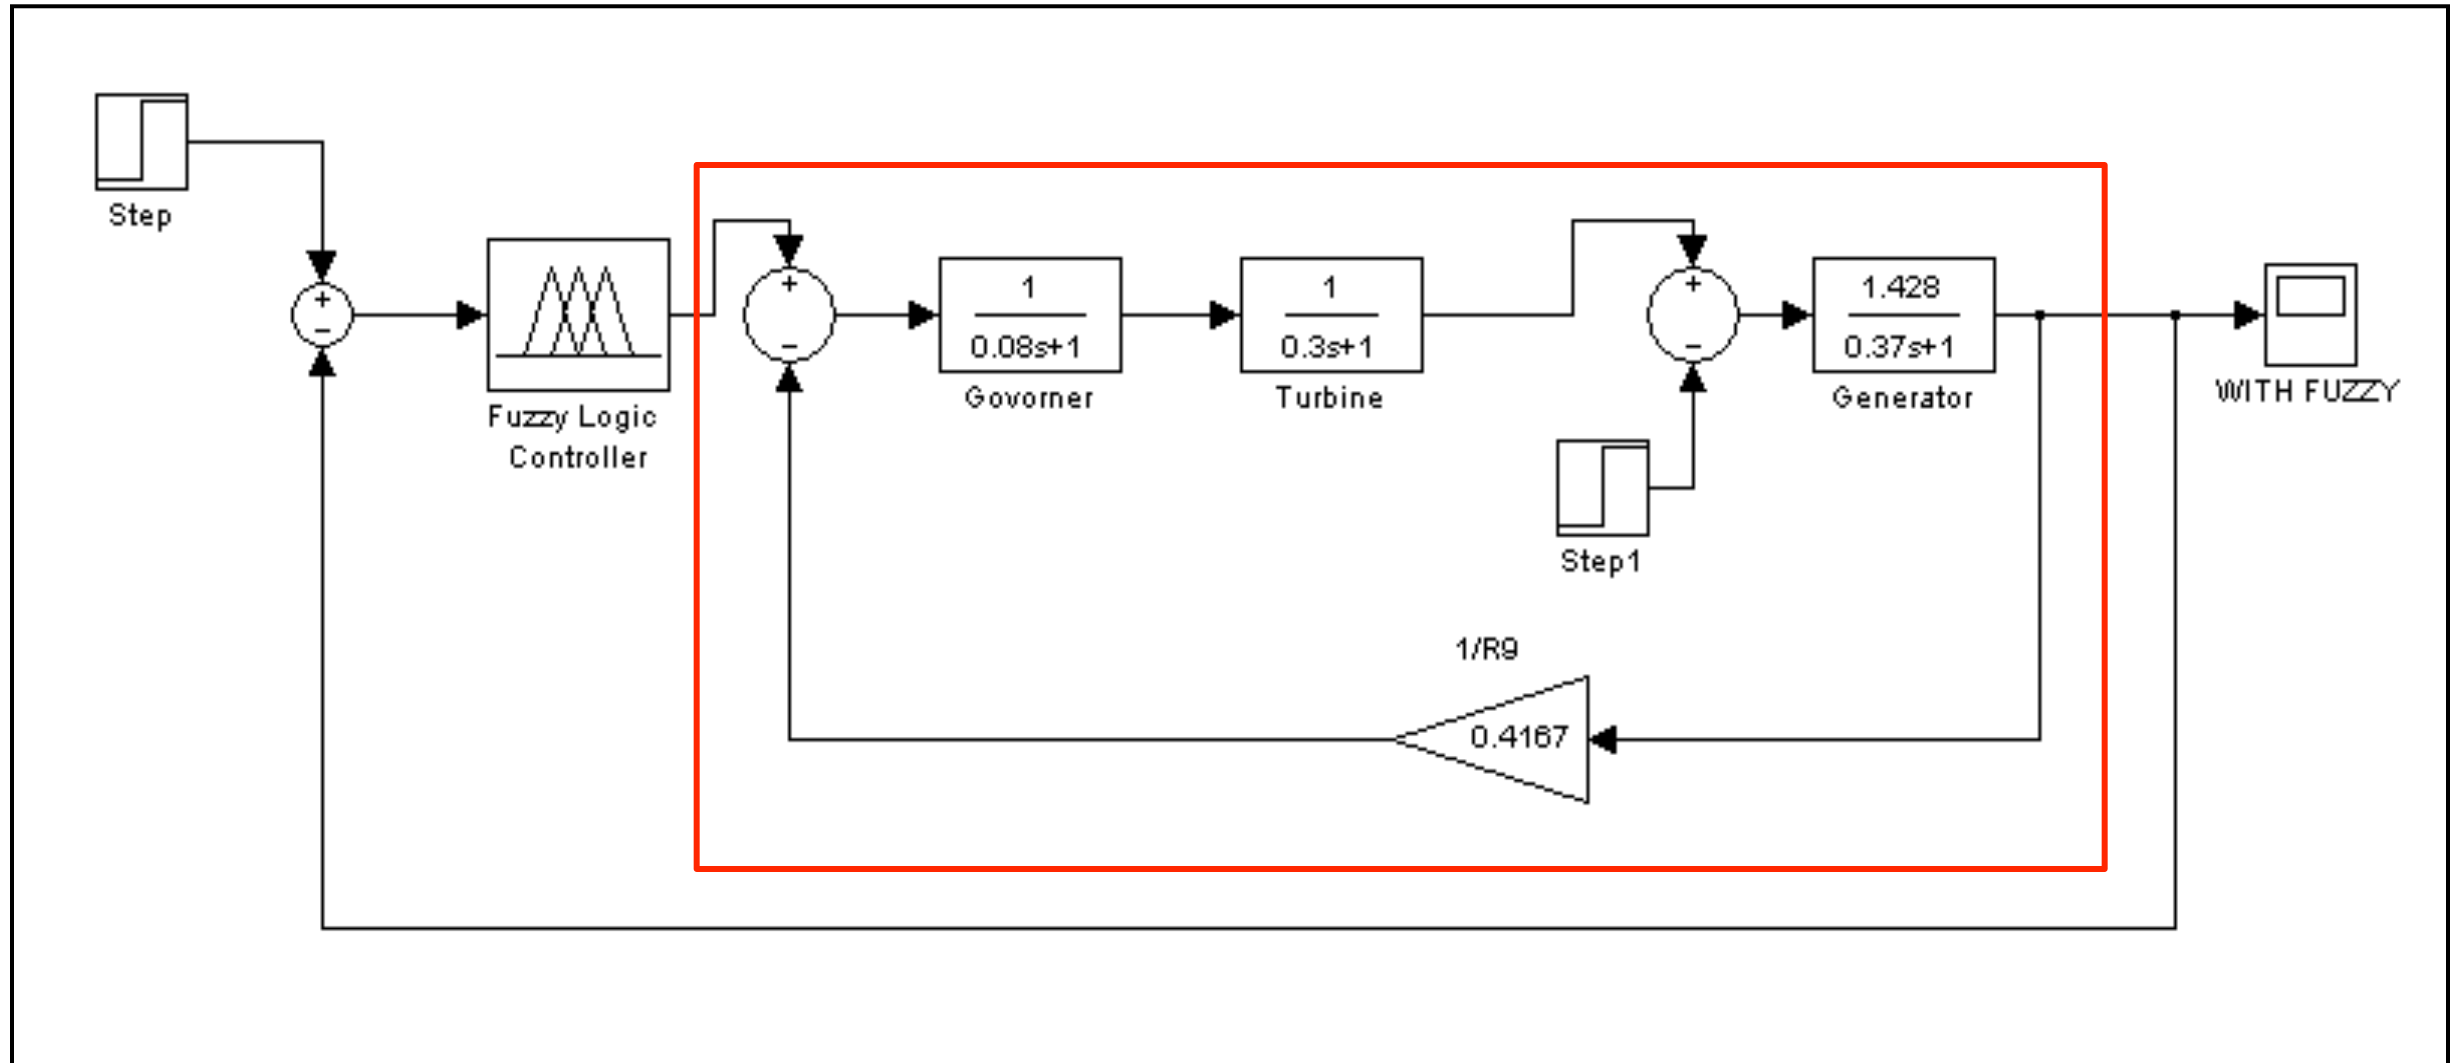 Step
+
−
Fuzzy Logic
Controller
+
−
1
0.08s+1
Govorner
1
0.3s+1
Turbine
+
−
1.428
0.37s+1
Generator
WITH FUZZY
Step1
1/R9
0.4167